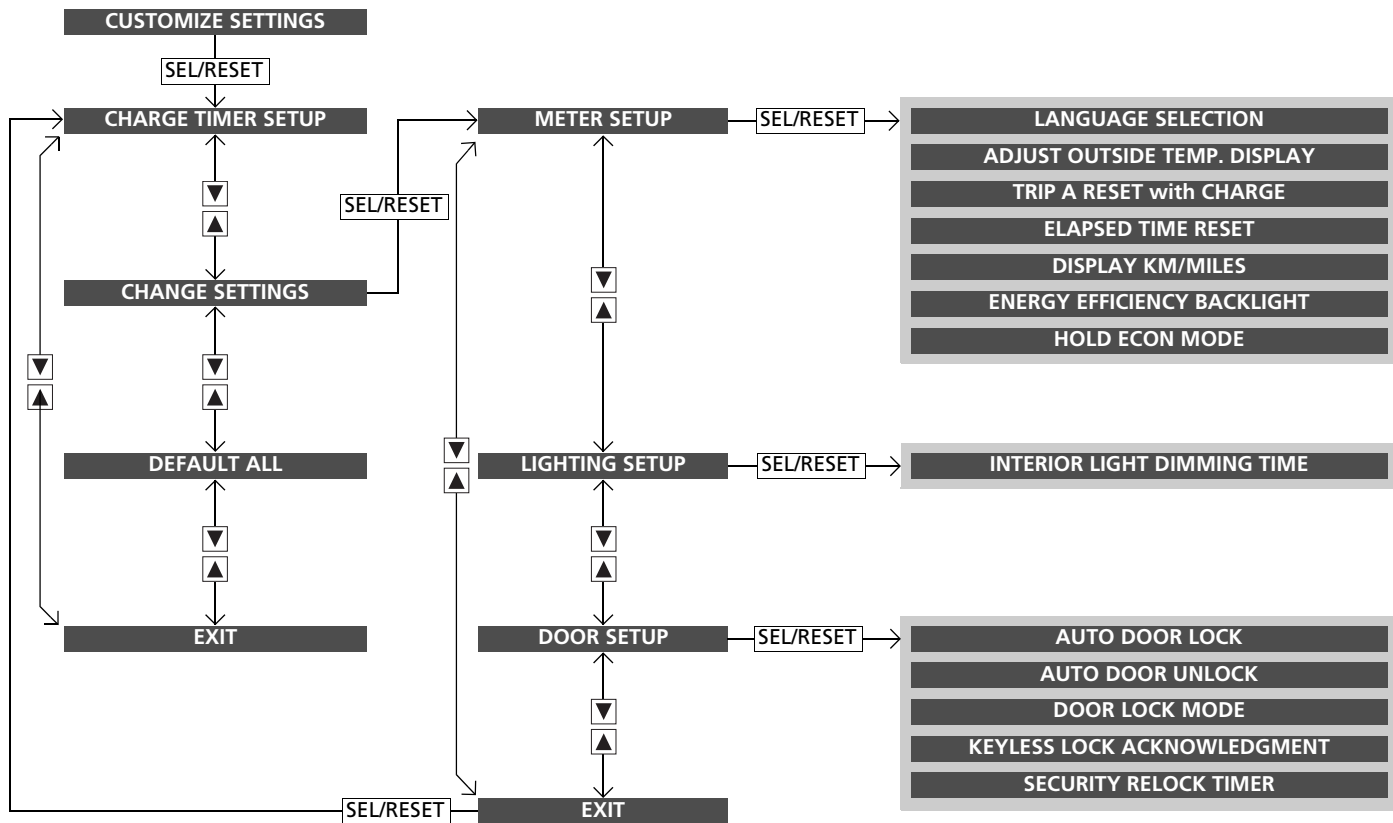 CUSTOMIZE SETTINGS
SEL/RESET
CHARGE TIMER SETUP
▼
▲
CHANGE SETTINGS
▼
▲
▼
▲
DEFAULT ALL
▼
▲
EXIT
SEL/RESET
METER SETUP
▼
▲
▼
▲
LIGHTING SETUP
▼
▲
DOOR SETUP
▼
▲
EXIT
SEL/RESET
SEL/RESET
LANGUAGE SELECTION
ADJUST OUTSIDE TEMP. DISPLAY
TRIP A RESET with CHARGE
ELAPSED TIME RESET
DISPLAY KM/MILES
ENERGY EFFICIENCY BACKLIGHT
HOLD ECON MODE
SEL/RESET
INTERIOR LIGHT DIMMING TIME
SEL/RESET
AUTO DOOR LOCK
AUTO DOOR UNLOCK
DOOR LOCK MODE
KEYLESS LOCK ACKNOWLEDGMENT
SECURITY RELOCK TIMER